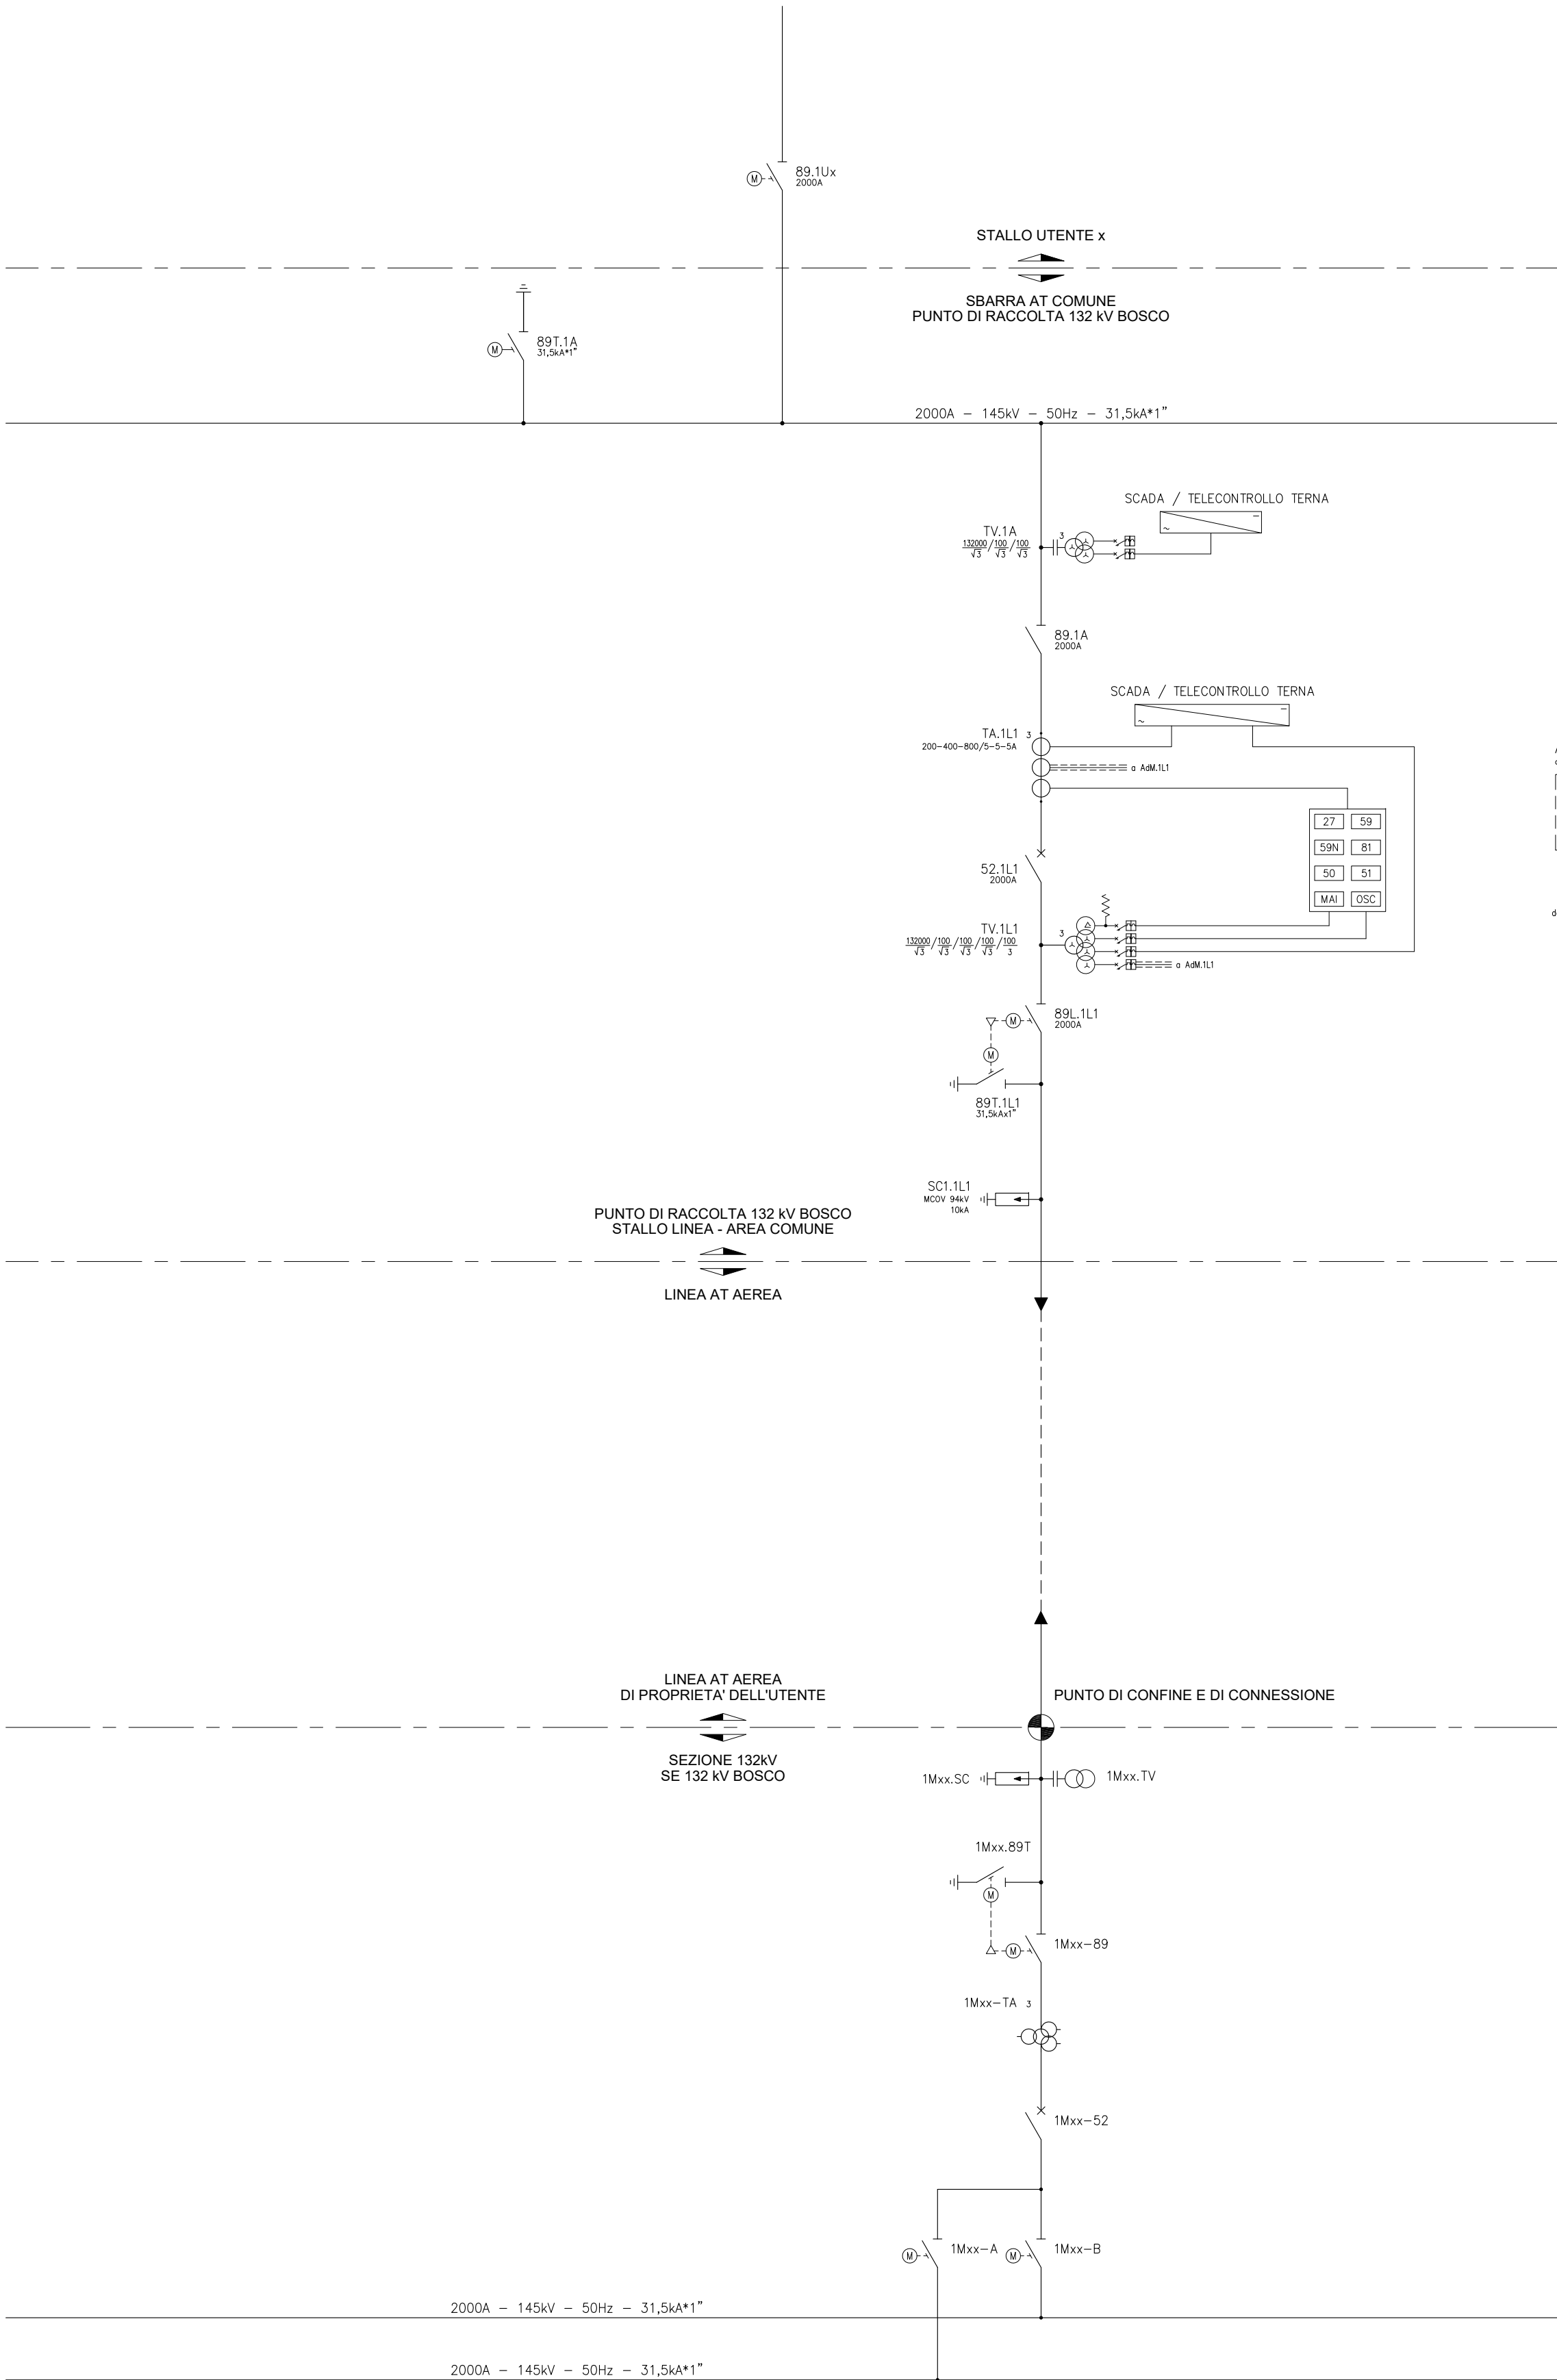 89.1Ux
2000A
M
STALLO UTENTE x
SBARRA AT COMUNE
PUNTO DI RACCOLTA 132 kV BOSCO
89T.1A
31,5kA*1"
M
2000A - 145kV - 50Hz - 31,5kA*1"
SCADA / TELECONTROLLO TERNA
TV.1A
132000/√3 / 100/√3 / 100/√3
3
89.1A
2000A
SCADA / TELECONTROLLO TERNA
TA.1L1 3
200-400-800/5-5-5A
a AdM.1L1
27 59
59N 81
50 51
MAI OSC
52.1L1
2000A
TV.1L1
132000/√3 / 100/√3 / 100/√3 / 100/√3 / 100/3
3
a AdM.1L1
89L.1L1
2000A
M
M
89T.1L1
31,5kAx1"
SC1.1L1
MCOV 94kV
10kA
PUNTO DI RACCOLTA 132 kV BOSCO
STALLO LINEA - AREA COMUNE
LINEA AT AEREA
LINEA AT AEREA
DI PROPRIETA' DELL'UTENTE
PUNTO DI CONFINE E DI CONNESSIONE
SEZIONE 132kV
SE 132 kV BOSCO
1Mxx.SC
1Mxx.TV
1Mxx.89T
M
M
1Mxx-89
1Mxx-TA 3
1Mxx-52
M
1Mxx-A
M
1Mxx-B
2000A - 145kV - 50Hz - 31,5kA*1"
2000A - 145kV - 50Hz - 31,5kA*1"